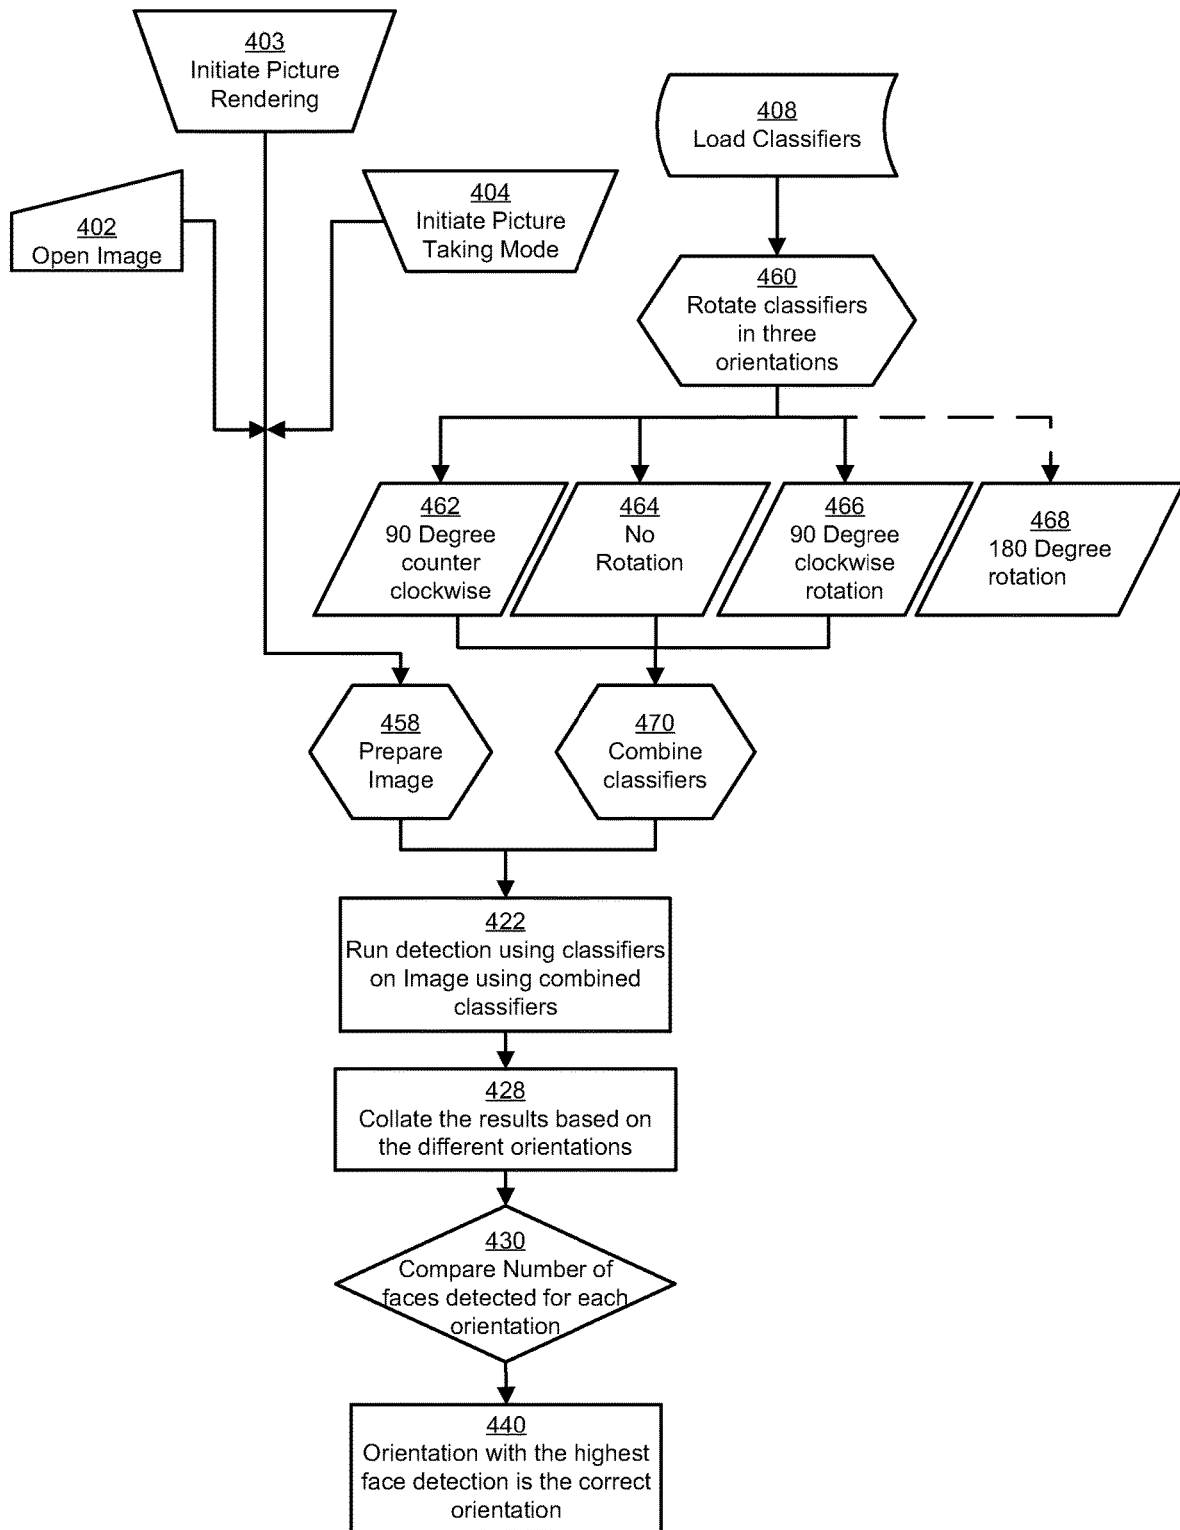 403
Initiate Picture
Rendering
408
Load Classifiers
402
Open Image
404
Initiate Picture
Taking Mode
460
Rotate classifiers
in three
orientations
462
90 Degree
counter
clockwise
464
No
Rotation
466
90 Degree
clockwise
rotation
468
180 Degree
rotation
458
Prepare
Image
470
Combine
classifiers
422
Run detection using classifiers
on Image using combined
classifiers
428
Collate the results based on
the different orientations
430
Compare Number of
faces detected for each
orientation
440
Orientation with the highest
face detection is the correct
orientation